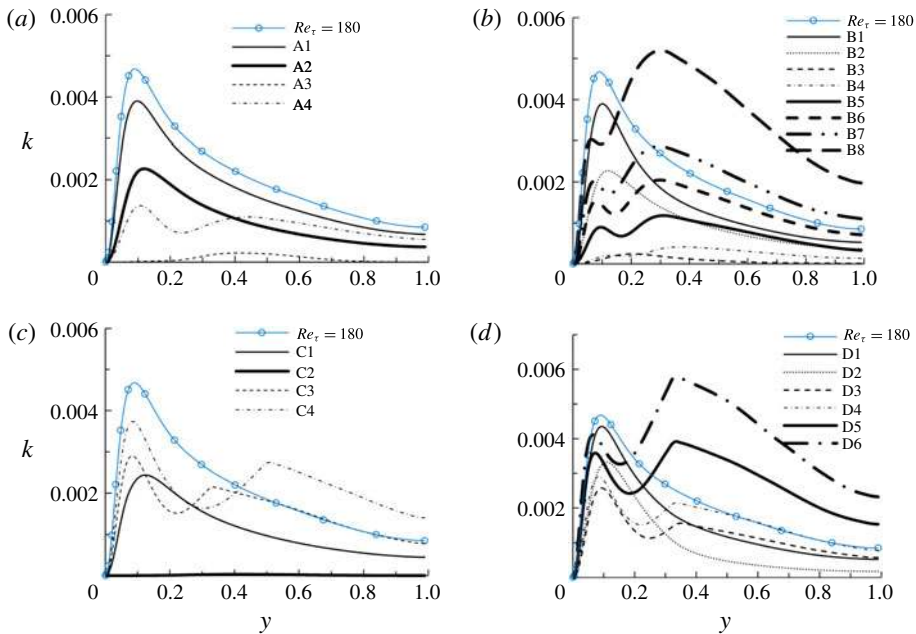 (a)
0.006
0.004
k
0.002
0
0.2
0.4
0.6
0.8
1.0
Re_τ = 180
A1
A2
A3
A4
(b)
0.006
0.004
0.002
0
0.2
0.4
0.6
0.8
1.0
Re_τ = 180
B1
B2
B3
B4
B5
B6
B7
B8
(c)
0.006
0.004
k
0.002
0
0.2
0.4
0.6
0.8
1.0
y
Re_τ = 180
C1
C2
C3
C4
(d)
0.006
0.004
0.002
0
0.2
0.4
0.6
0.8
1.0
y
Re_τ = 180
D1
D2
D3
D4
D5
D6